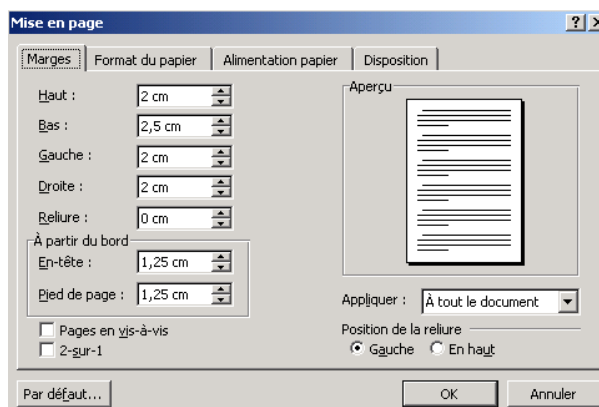 Mise en page
Marges Format du papier Alimentation papier Disposition
Haut : 2 cm
Bas : 2,5 cm
Gauche : 2 cm
Droite : 2 cm
Reliure : 0 cm
À partir du bord
En-tête : 1,25 cm
Pied de page : 1,25 cm
Pages en vis-à-vis
2-sur-1
Aperçu
Appliquer : À tout le document
Position de la reliure
Gauche En haut
Par défaut... OK Annuler